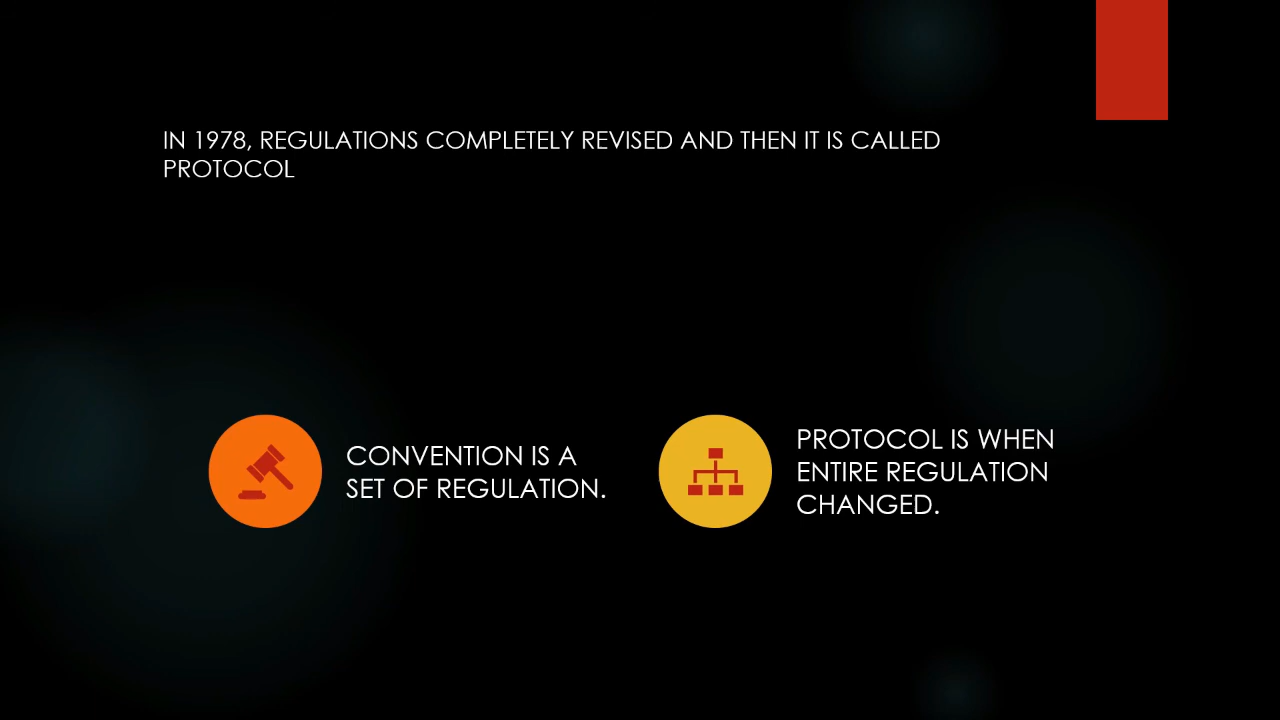 IN 1978, REGULATIONS COMPLETELY REVISED AND THEN IT IS CALLED
PROTOCOL
CONVENTION IS A
SET OF REGULATION.
PROTOCOL IS WHEN
ENTIRE REGULATION
CHANGED.